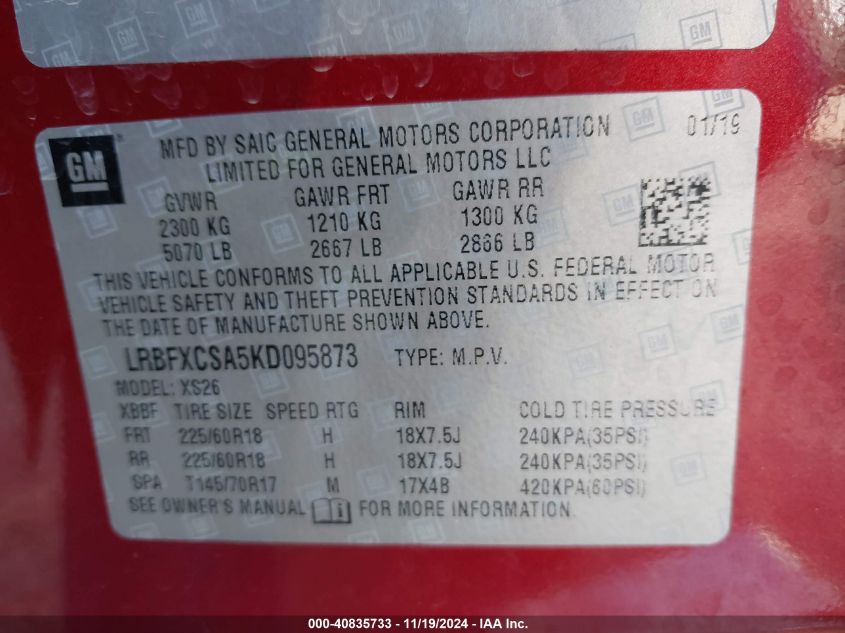 GM GM GM
GM
MFD BY SAIC GENERAL MOTORS CORPORATION 01/19
LIMITED FOR GENERAL MOTORS LLC
GVWR GAWR FRT GAWR RR
2300 KG 1210 KG 1300 KG
5070 LB 2667 LB 2866 LB
THIS VEHICLE CONFORMS TO ALL APPLICABLE U.S. FEDERAL MOTOR
VEHICLE SAFETY AND THEFT PREVENTION STANDARDS IN EFFECT ON
THE DATE OF MANUFACTURE SHOWN ABOVE.
LRBFXCSA5KD095873 TYPE: M.P.V.
MODEL: XS26
XBBF TIRE SIZE SPEED RTG RIM COLD TIRE PRESSURE
FRT 225/60R18 H 18X7.5J 240KPA(35PSI)
RR 225/60R18 H 18X7.5J 240KPA(35PSI)
SPA T145/70R17 M 17X4B 420KPA(60PSI)
SEE OWNER'S MANUAL FOR MORE INFORMATION.
000-40835733 - 11/19/2024 - IAA, Inc.